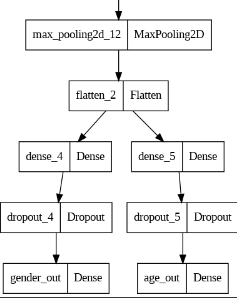 max_pooling2d_12 MaxPooling2D
flatten_2 Flatten
dense_4 Dense dense_5 Dense
dropout_4 Dropout dropout_5 Dropout
gender_out Dense age_out Dense